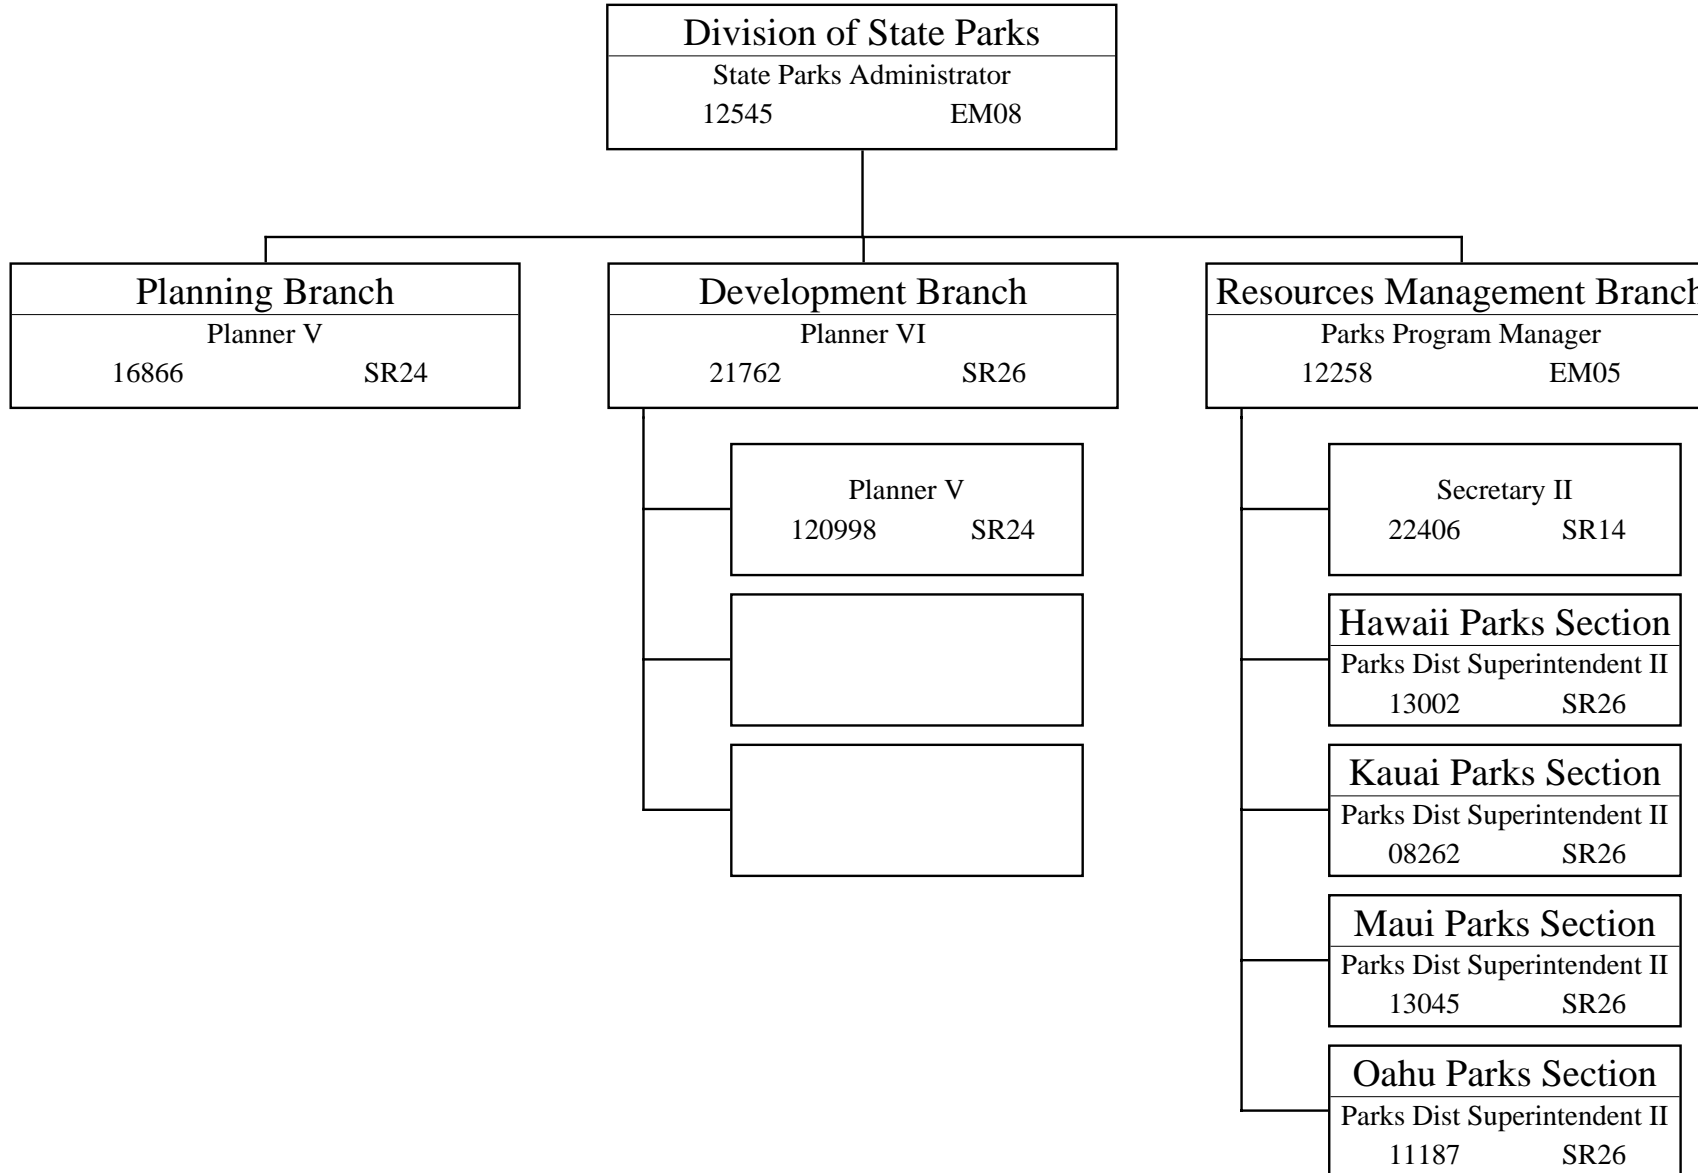 Division of State Parks
State Parks Administrator
12545 EM08
Planning Branch
Planner V
16866 SR24
Development Branch
Planner VI
21762 SR26
Planner V
120998 SR24
Resources Management Branch
Parks Program Manager
12258 EM05
Secretary II
22406 SR14
Hawaii Parks Section
Parks Dist Superintendent II
13002 SR26
Kauai Parks Section
Parks Dist Superintendent II
08262 SR26
Maui Parks Section
Parks Dist Superintendent II
13045 SR26
Oahu Parks Section
Parks Dist Superintendent II
11187 SR26